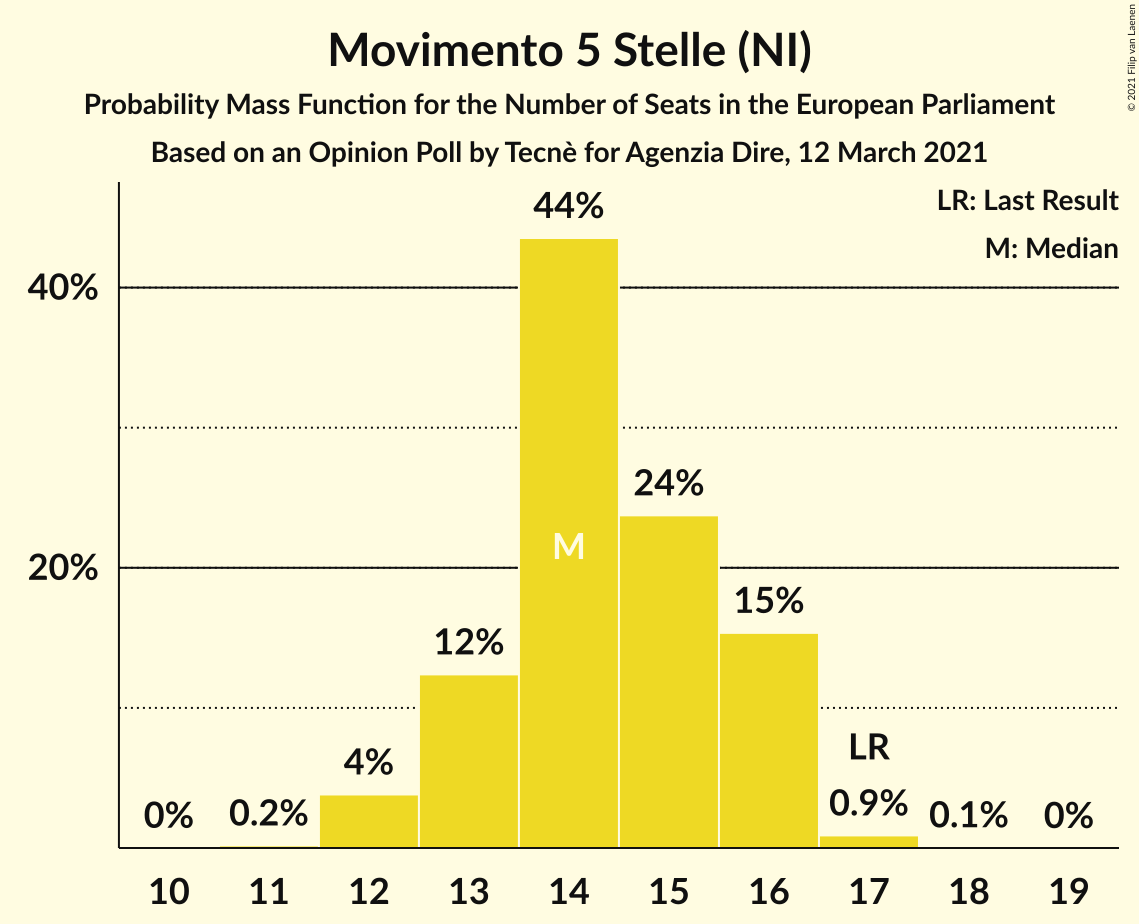 Movimento 5 Stelle (NI)
Probability Mass Function for the Number of Seats in the European Parliament
Based on an Opinion Poll by Tecnè for Agenzia Dire, 12 March 2021
© 2021 Filip van Laenen
LR: Last Result
M: Median
40%
20%
0%
0.2%
4%
12%
44%
M
24%
15%
LR
0.9%
0.1%
0%
10 11 12 13 14 15 16 17 18 19